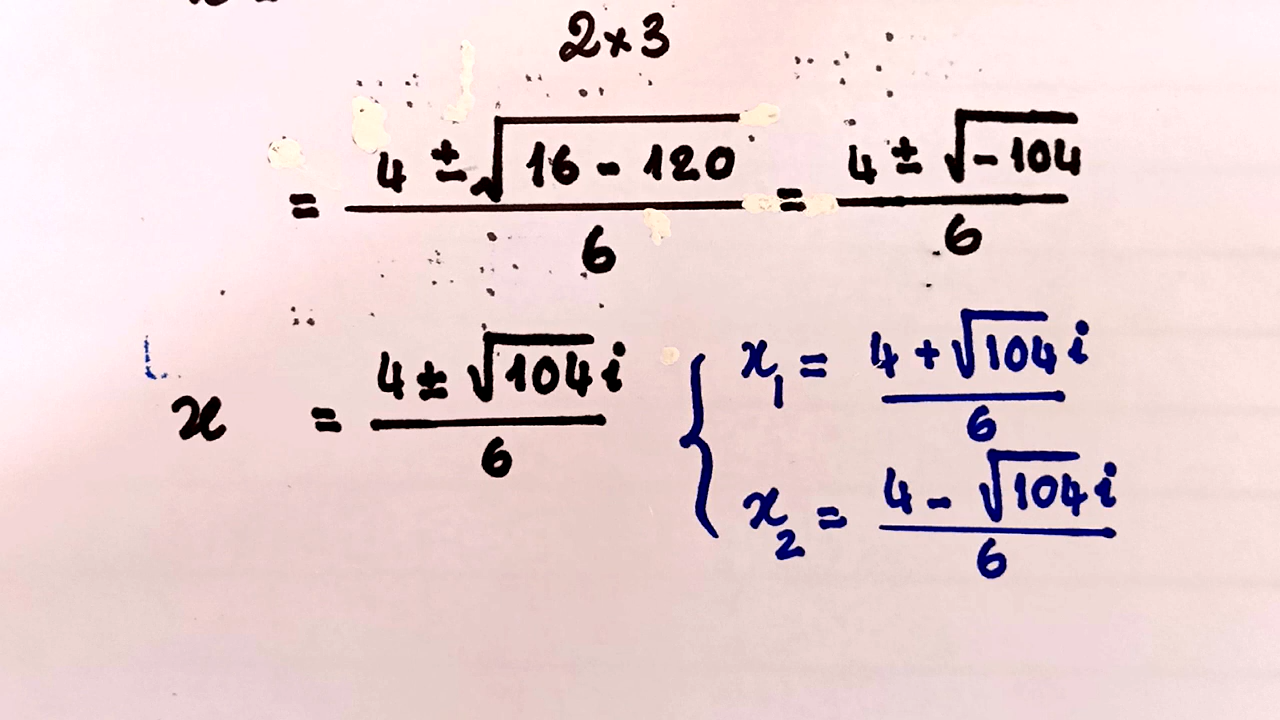 2×3
= (4 ± √(16 - 120))/6 = (4 ± √(-104))/6
x = (4 ± √104 i)/6 { x₁ = (4 + √104 i)/6
x₂ = (4 - √104 i)/6